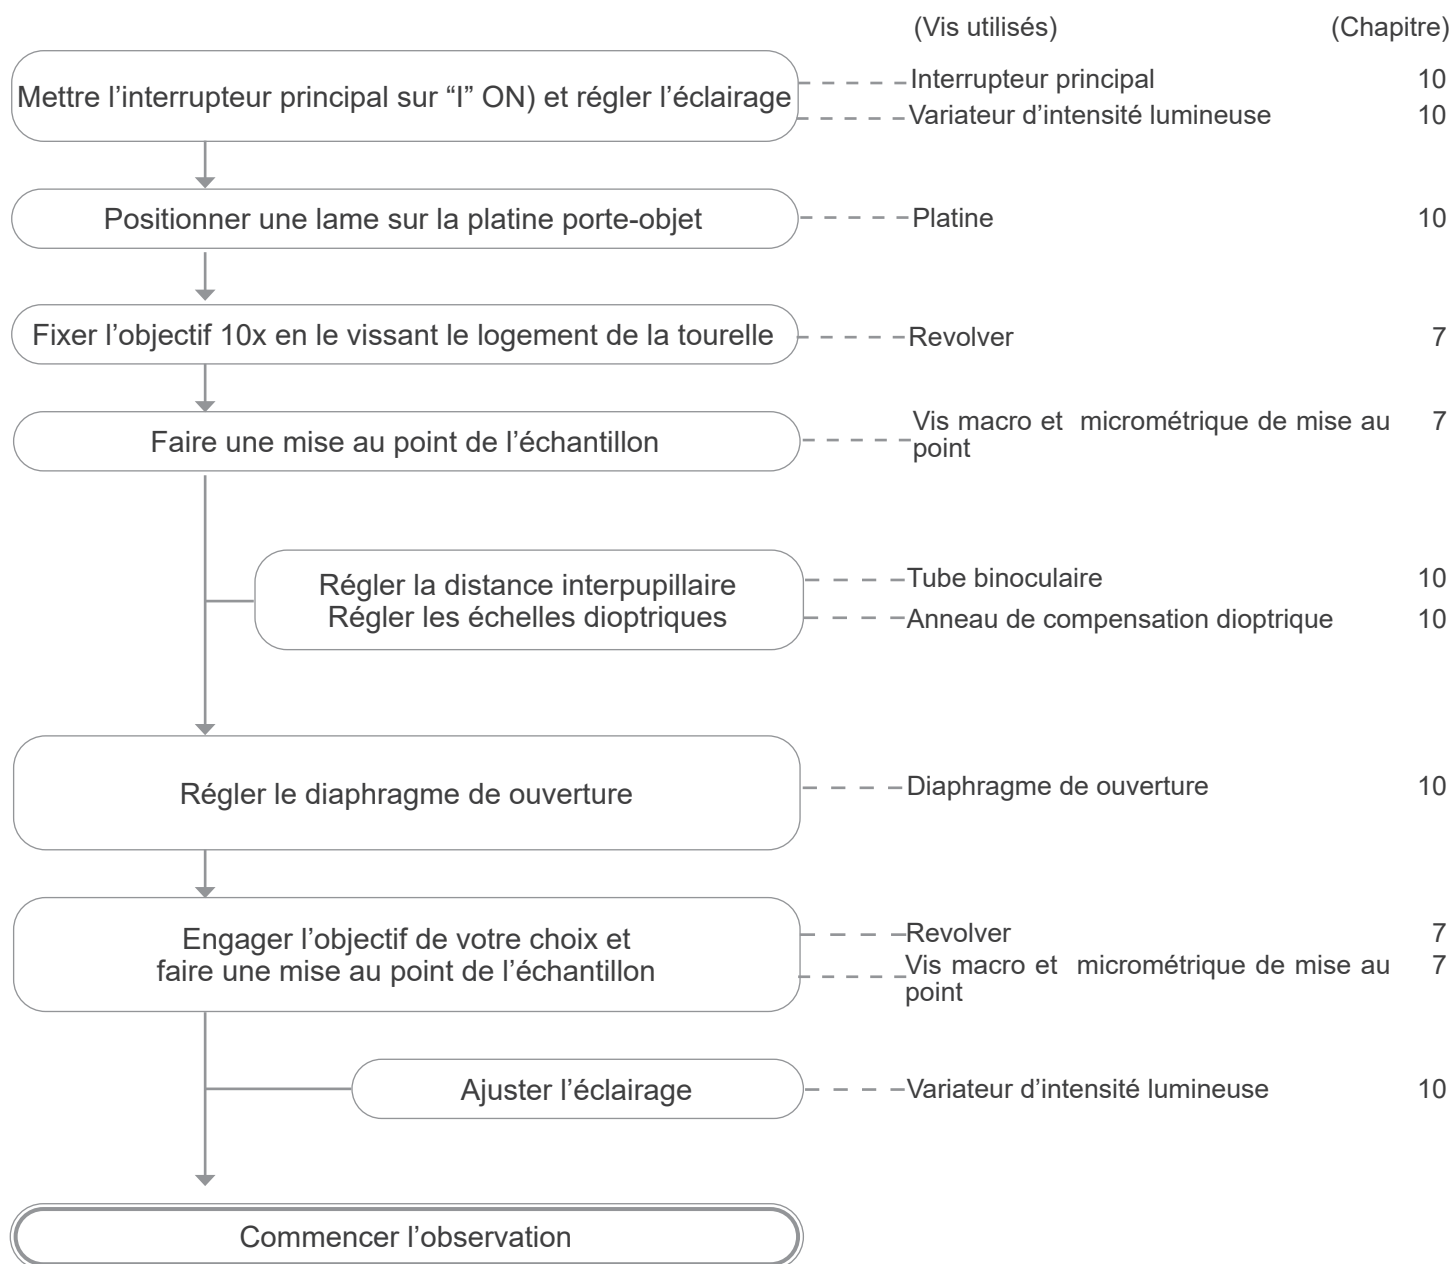 (Vis utilisés) (Chapitre)
Mettre l’interrupteur principal sur “I” ON) et régler l’éclairage
Interrupteur principal 10
Variateur d’intensité lumineuse 10
Positionner une lame sur la platine porte-objet
Platine 10
Fixer l’objectif 10x en le vissant le logement de la tourelle
Revolver 7
Faire une mise au point de l’échantillon
Vis macro et micrométrique de mise au 7
point
Régler la distance interpupillaire
Régler les échelles dioptriques
Tube binoculaire 10
Anneau de compensation dioptrique 10
Régler le diaphragme de ouverture
Diaphragme de ouverture 10
Engager l’objectif de votre choix et
faire une mise au point de l’échantillon
Revolver 7
Vis macro et micrométrique de mise au 7
point
Ajuster l’éclairage
Variateur d’intensité lumineuse 10
Commencer l’observation